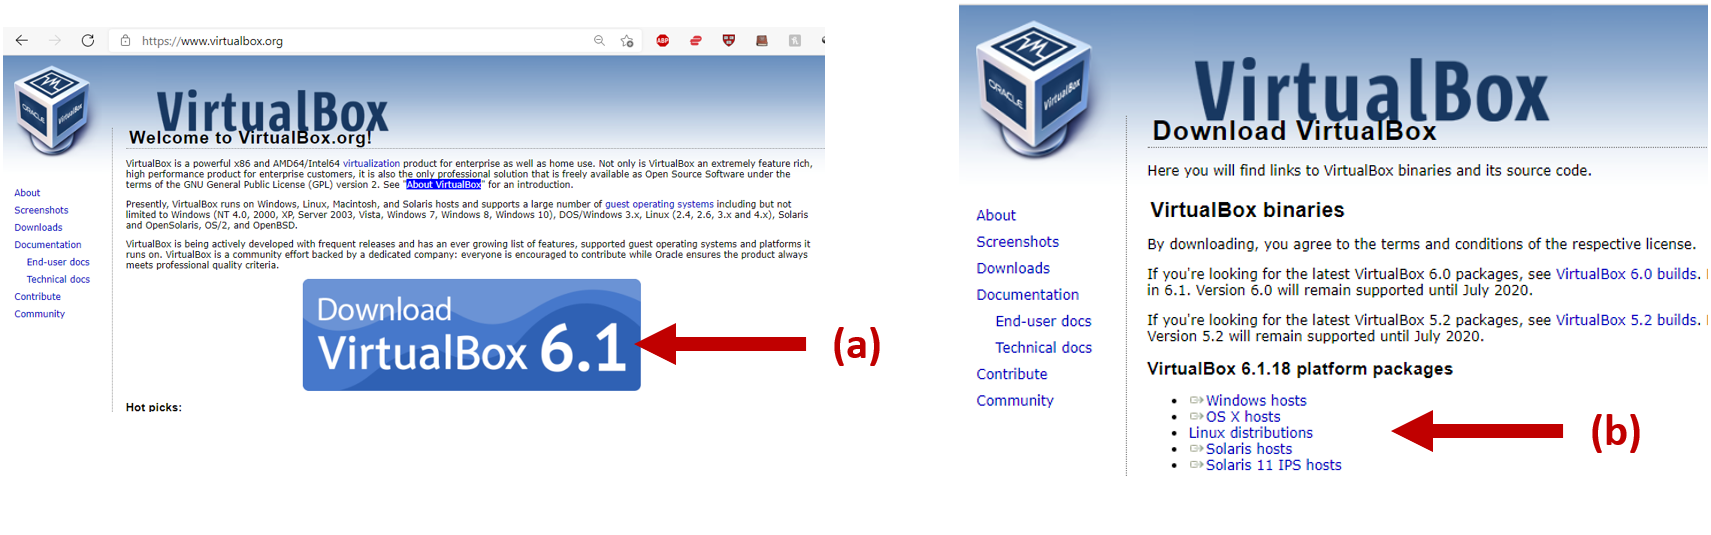 https://www.virtualbox.org
ABP
ORACLE
VirtualBox
VirtualBox
Welcome to VirtualBox.org!
VirtualBox is a powerful x86 and AMD64/Intel64 virtualization product for enterprise as well as home use. Not only is VirtualBox an extremely feature rich,
high performance product for enterprise customers, it is also the only professional solution that is freely available as Open Source Software under the
terms of the GNU General Public License (GPL) version 2. See "About VirtualBox" for an introduction.
Presently, VirtualBox runs on Windows, Linux, Macintosh, and Solaris hosts and supports a large number of guest operating systems including but not
limited to Windows (NT 4.0, 2000, XP, Server 2003, Vista, Windows 7, Windows 8, Windows 10), DOS/Windows 3.x, Linux (2.4, 2.6, 3.x and 4.x), Solaris
and OpenSolaris, OS/2, and OpenBSD.
VirtualBox is being actively developed with frequent releases and has an ever growing list of features, supported guest operating systems and platforms it
runs on. VirtualBox is a community effort backed by a dedicated company: everyone is encouraged to contribute while Oracle ensures the product always
meets professional quality criteria.
About
Screenshots
Downloads
Documentation
End-user docs
Technical docs
Contribute
Community
Download
VirtualBox 6.1
Hot picks:
(a)
ORACLE
VirtualBox
VirtualBox
Download VirtualBox
Here you will find links to VirtualBox binaries and its source code.
VirtualBox binaries
By downloading, you agree to the terms and conditions of the respective license.
If you're looking for the latest VirtualBox 6.0 packages, see VirtualBox 6.0 builds.
in 6.1. Version 6.0 will remain supported until July 2020.
If you're looking for the latest VirtualBox 5.2 packages, see VirtualBox 5.2 builds.
Version 5.2 will remain supported until July 2020.
VirtualBox 6.1.18 platform packages
• Windows hosts
• OS X hosts
• Linux distributions
• Solaris hosts
• Solaris 11 IPS hosts
About
Screenshots
Downloads
Documentation
End-user docs
Technical docs
Contribute
Community
(b)